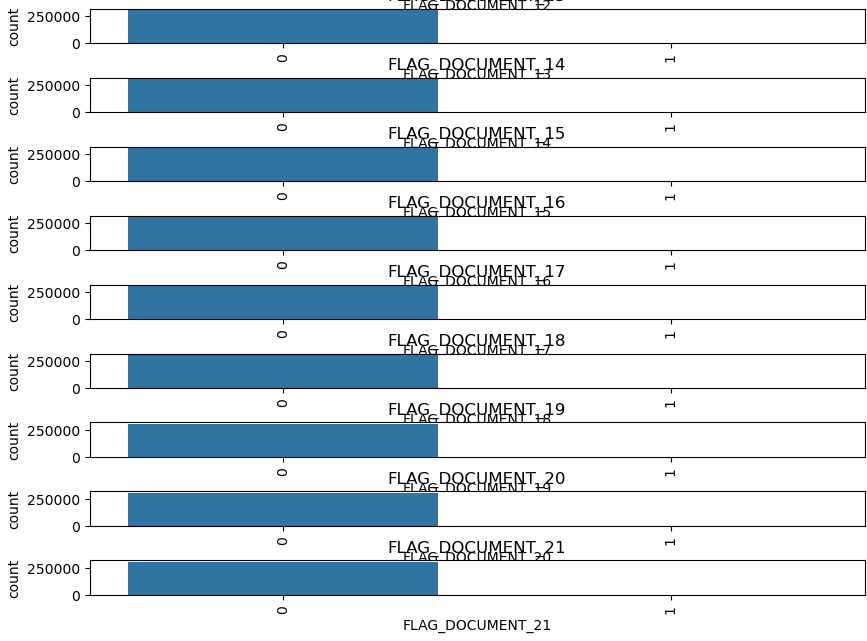 FLAG_DOCUMENT_12
count
250000
0
0
1
FLAG_DOCUMENT_14
FLAG_DOCUMENT_13
count
250000
0
0
1
FLAG_DOCUMENT_15
FLAG_DOCUMENT_14
count
250000
0
0
1
FLAG_DOCUMENT_16
FLAG_DOCUMENT_15
count
250000
0
0
1
FLAG_DOCUMENT_17
FLAG_DOCUMENT_16
count
250000
0
0
1
FLAG_DOCUMENT_18
FLAG_DOCUMENT_17
count
250000
0
0
1
FLAG_DOCUMENT_19
FLAG_DOCUMENT_18
count
250000
0
0
1
FLAG_DOCUMENT_20
FLAG_DOCUMENT_19
count
250000
0
0
1
FLAG_DOCUMENT_21
FLAG_DOCUMENT_20
count
250000
0
0
1
FLAG_DOCUMENT_21